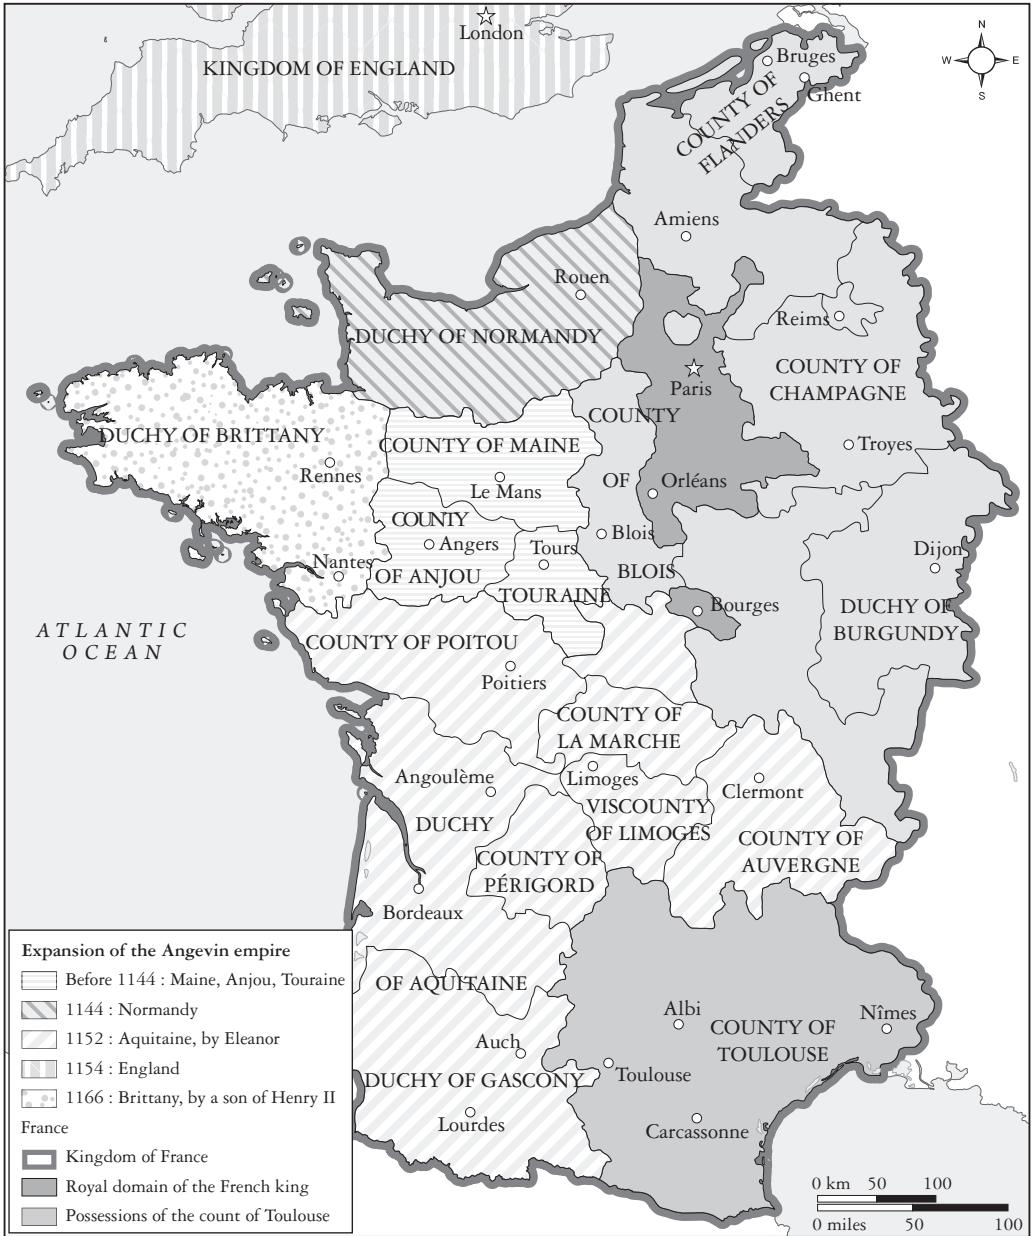 London
KINGDOM OF ENGLAND
N
W E
S
Bruges
Ghent
COUNTY OF
FLANDERS
Amiens
Rouen
DUCHY OF NORMANDY
Reims
Paris
COUNTY OF
CHAMPAGNE
Troyes
DUCHY OF BRITTANY
Rennes
COUNTY OF MAINE
Le Mans
COUNTY
OF
BLOIS
Orléans
Blois
COUNTY
OF ANJOU
Angers
Tours
TOURAINE
Nantes
Dijon
DUCHY OF
BURGUNDY
Bourges
ATLANTIC
OCEAN
COUNTY OF POITOU
Poitiers
COUNTY OF
LA MARCHE
Limoges
VISCOUNTY
OF LIMOGES
Clermont
COUNTY OF
AUVERGNE
Angoulème
DUCHY
OF AQUITAINE
COUNTY OF
PÉRIGORD
Bordeaux
Albi
Nîmes
COUNTY OF
TOULOUSE
Auch
Toulouse
DUCHY OF GASCONY
Lourdes
Carcassonne
Expansion of the Angevin empire
Before 1144 : Maine, Anjou, Touraine
1144 : Normandy
1152 : Aquitaine, by Eleanor
1154 : England
1166 : Brittany, by a son of Henry II
France
Kingdom of France
Royal domain of the French king
Possessions of the count of Toulouse
0 km 50 100
0 miles 50 100